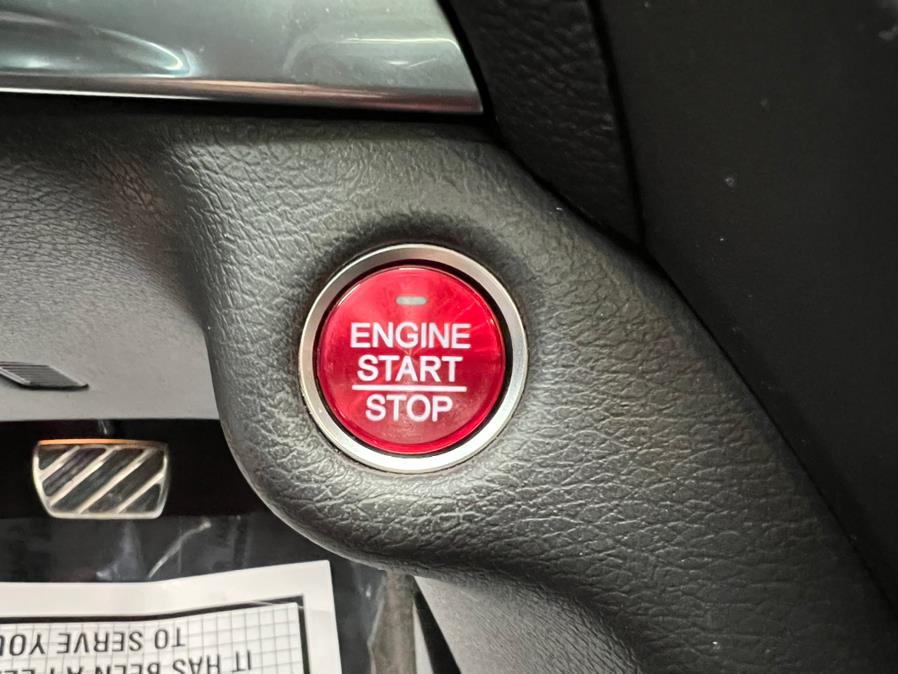 ENGINE
START
STOP
IT HAS BEEN A
TO SERVE YOU